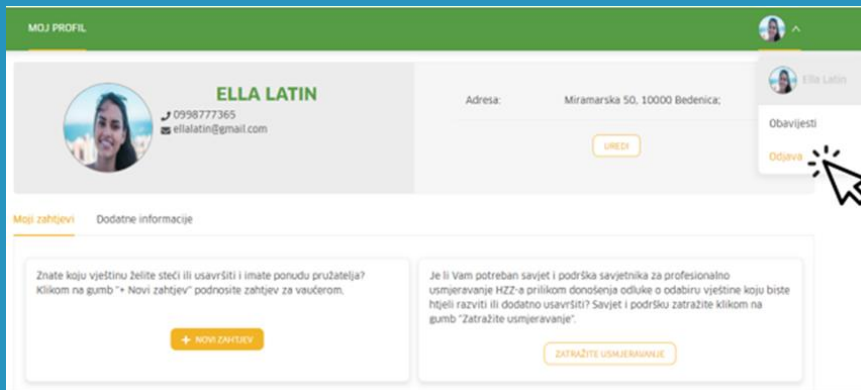 MOJ PROFIL
ELLA LATIN
0998777365
ellalatin@gmail.com
Adresa: Miramarska 50, 10000 Bedenica;
UREDI
Ella Latin
Obavijesti
Odjava
Moji zahtjevi Dodatne informacije
Znate koju vještinu želite steći ili usavršiti i imate ponudu pružatelja?
Klikom na gumb "+ Novi zahtjev" podnosite zahtjev za vaučerom.
+ NOVI ZAHTJEV
Je li Vam potreban savjet i podrška savjetnika za profesionalno
usmjeravanje HZZ-a prilikom donošenja odluke o odabiru vještine koju biste
htjeli razviti ili dodatno usavršiti? Savjet i podršku zatražite klikom na
gumb "Zatražite usmjeravanje".
ZATRAŽITE USMJERAVANJE